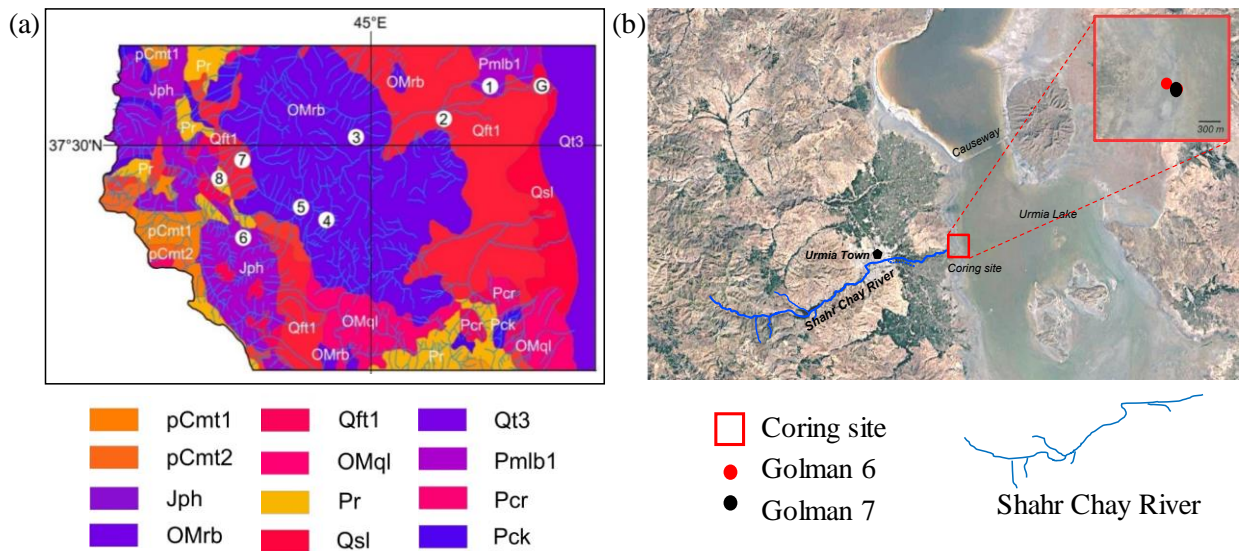 (a)
45°E
37°30'N
pCmt1
Pr
Jph
Pr
Qft1
Pr
OMrb
Pmlb1
1
G
2
3
Qft1
Qt3
7
8
5
4
6
Qsl
pCmt1
pCmt2
Jph
Qft1
OMql
OMrb
Pr
Pcr
Pcr
Pck
OMql
pCmt1
pCmt2
Jph
OMrb
Qft1
OMql
Pr
Qsl
Qt3
Pmlb1
Pcr
Pck
(b)
Causeway
Urmia Lake
Urmia Town
Coring site
Shahr Chay River
300 m
Coring site
Golman 6
Golman 7
Shahr Chay River